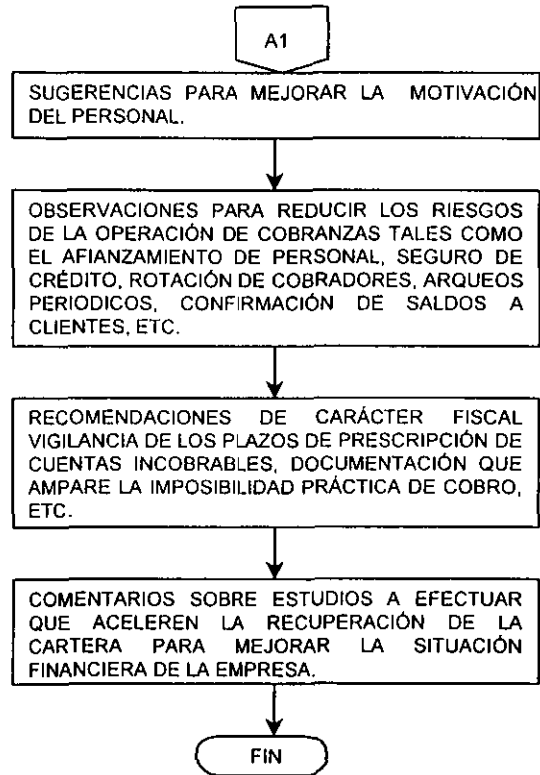 A1
SUGERENCIAS PARA MEJORAR LA MOTIVACIÓN
DEL PERSONAL.
OBSERVACIONES PARA REDUCIR LOS RIESGOS
DE LA OPERACIÓN DE COBRANZAS TALES COMO
EL AFIANZAMIENTO DE PERSONAL, SEGURO DE
CRÉDITO, ROTACIÓN DE COBRADORES, ARQUEOS
PERIODICOS, CONFIRMACIÓN DE SALDOS A
CLIENTES, ETC.
RECOMENDACIONES DE CARÁCTER FISCAL
VIGILANCIA DE LOS PLAZOS DE PRESCRIPCIÓN DE
CUENTAS INCOBRABLES, DOCUMENTACIÓN QUE
AMPARE LA IMPOSIBILIDAD PRÁCTICA DE COBRO,
ETC.
COMENTARIOS SOBRE ESTUDIOS A EFECTUAR
QUE ACELEREN LA RECUPERACIÓN DE LA
CARTERA PARA MEJORAR LA SITUACIÓN
FINANCIERA DE LA EMPRESA.
FIN